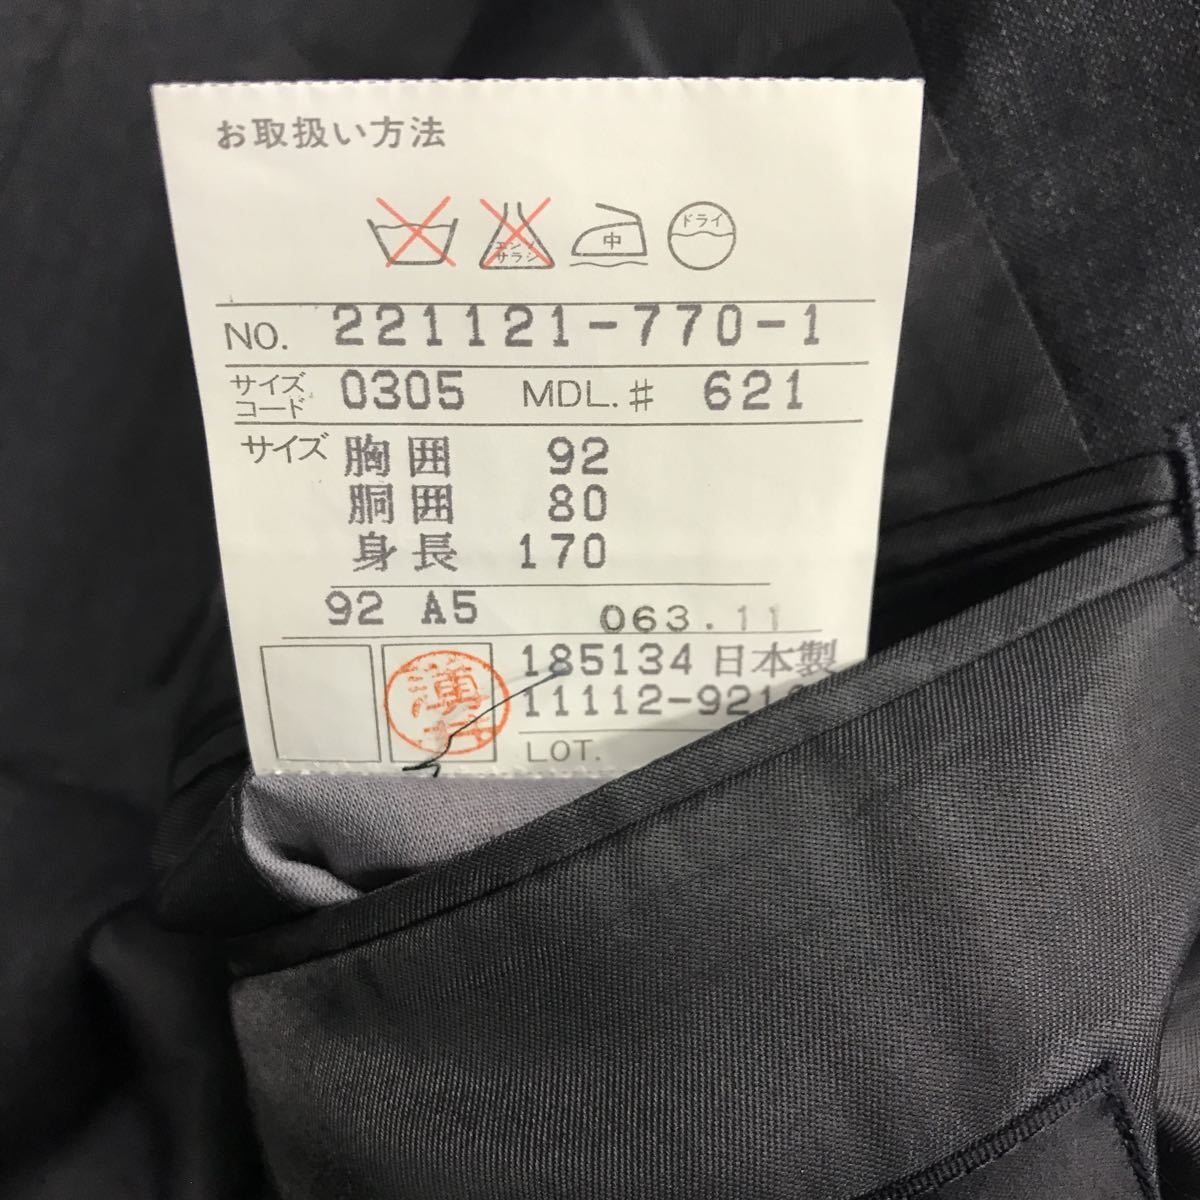 お取扱い方法
エンソ
サラシ
中
ドライ
NO. 221121-770-1
サイズ
コード 0305 MDL.# 621
サイズ 胸囲 92
胴囲 80
身長 170
92 A5 063.11
185134 日本製
11112-921
LOT.